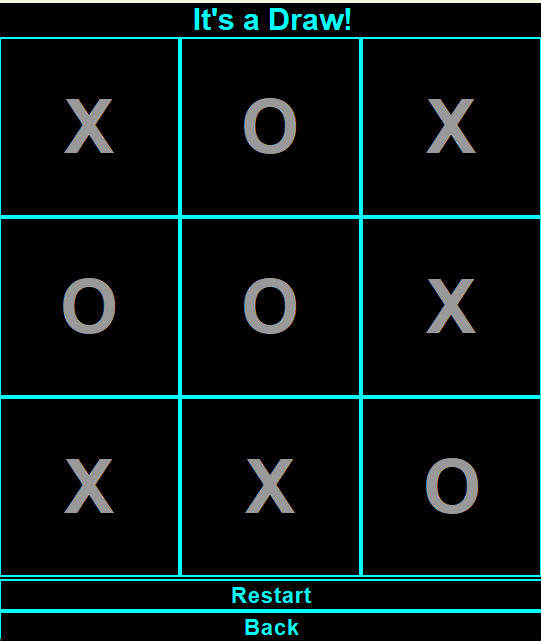 It's a Draw!
X O X
O O X
X X O
Restart
Back